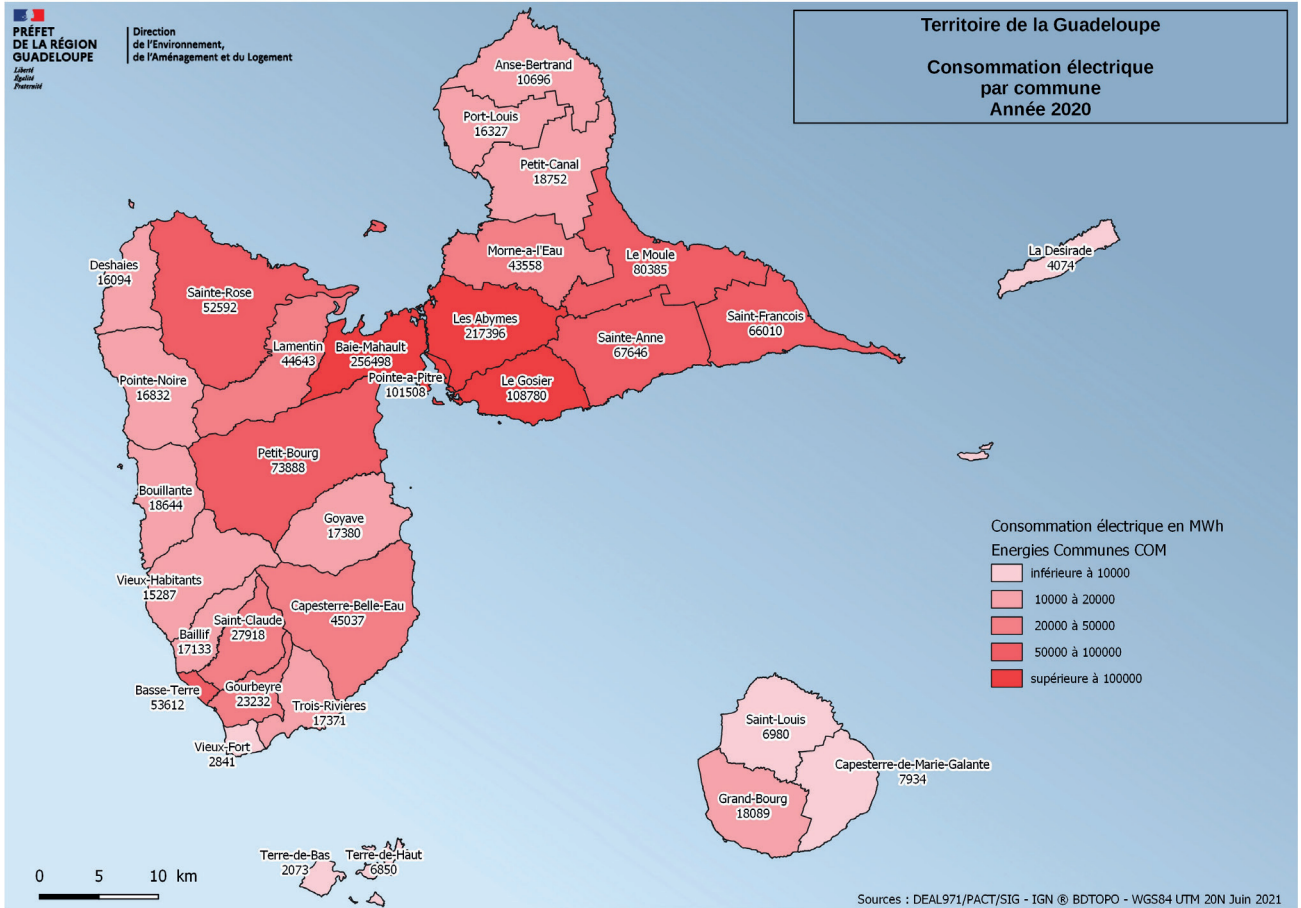 PRÉFET
DE LA RÉGION
GUADELOUPE
Liberté
Égalité
Fraternité
Direction
de l'Environnement,
de l'Aménagement et du Logement
Territoire de la Guadeloupe
Consommation électrique
par commune
Année 2020
Anse-Bertrand
10696
Port-Louis
16327
Petit-Canal
18752
Morne-a-l'Eau
43558
Le Moule
80385
La Desirade
4074
Deshaies
16094
Sainte-Rose
52592
Les Abymes
217396
Saint-Francois
66010
Sainte-Anne
67646
Lamentin
44643
Baie-Mahault
256498
Pointe-a-Pitre
101508
Le Gosier
108780
Pointe-Noire
16832
Petit-Bourg
73888
Bouillante
18644
Goyave
17380
Vieux-Habitants
15287
Capesterre-Belle-Eau
45037
Saint-Claude
27918
Baillif
17133
Basse-Terre
53612
Gourbeyre
23232
Trois-Rivières
17371
Vieux-Fort
2841
Consommation électrique en MWh
Energies Communes COM
inférieure à 10000
10000 à 20000
20000 à 50000
50000 à 100000
supérieure à 100000
Saint-Louis
6980
Capesterre-de-Marie-Galante
7934
Grand-Bourg
18089
Terre-de-Bas
2073
Terre-de-Haut
6850
0 5 10 km
Sources : DEAL971/PACT/SIG - IGN ® BDTOPO - WGS84 UTM 20N Juin 2021